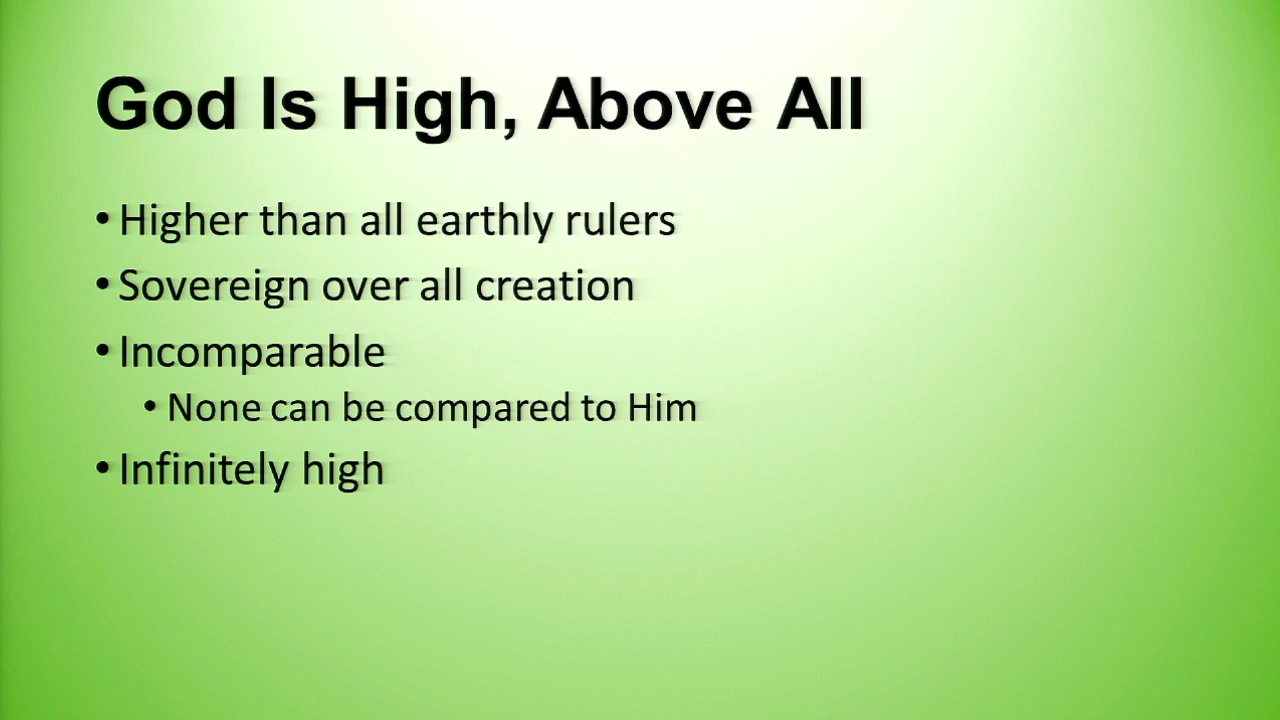 God Is High, Above All
• Higher than all earthly rulers
• Sovereign over all creation
• Incomparable
• None can be compared to Him
• Infinitely high